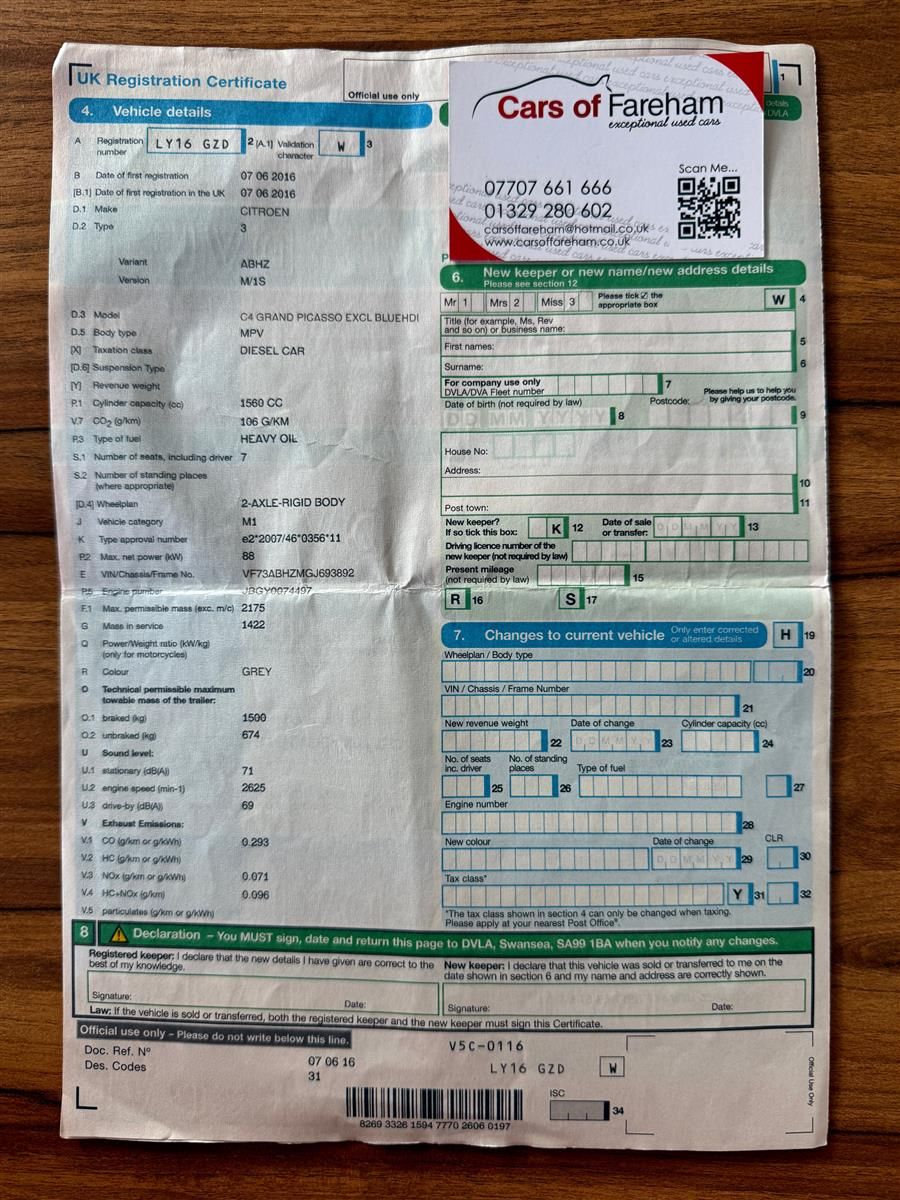 UK Registration Certificate
Official use only
1
4. Vehicle details
details
DVLA
A Registration number LY16 GZD 2 [A.1] Validation character W 3
B Date of first registration 07 06 2016
[B.1] Date of first registration in the UK 07 06 2016
D.1 Make CITROEN
D.2 Type 3
Variant ABHZ
Version M/1S
D.3 Model C4 GRAND PICASSO EXCL BLUEHDI
D.5 Body type MPV
[X] Taxation class DIESEL CAR
[D.6] Suspension Type
[Y] Revenue weight
P.1 Cylinder capacity (cc) 1560 CC
V.7 CO2 (g/km) 106 G/KM
P.3 Type of fuel HEAVY OIL
S.1 Number of seats, including driver 7
S.2 Number of standing places
(where appropriate)
[D.4] Wheelplan 2-AXLE-RIGID BODY
J Vehicle category M1
K Type approval number e2*2007/46*0356*11
P.2 Max. net power (kW) 88
E VIN/Chassis/Frame No. VF73ABHZMGJ693892
P.5 Engine number JBGY0074497
F.1 Max. permissible mass (exc. m/c) 2175
G Mass in service 1422
Q Power/Weight ratio (kW/kg)
(only for motorcycles)
R Colour GREY
O Technical permissible maximum
towable mass of the trailer:
O.1 braked (kg) 1500
O.2 unbraked (kg) 674
U Sound level:
U.1 stationary (dB(A)) 71
U.2 engine speed (min-1) 2625
U.3 drive-by (dB(A)) 69
V Exhaust Emissions:
V.1 CO (g/km or g/kWh) 0.293
V.2 HC (g/km or g/kWh)
V.3 NOx (g/km or g/kWh) 0.071
V.4 HC+NOx (g/km) 0.096
V.5 particulates (g/km or g/kWh)
Cars of Fareham
exceptional used cars
Scan Me...
07707 661 666
01329 280 602
carsoffareham@hotmail.co.uk
www.carsoffareham.co.uk
6. New keeper or new name/new address details
Please see section 12
Mr 1 Mrs 2 Miss 3 Please tick ☑ the appropriate box W 4
Title (for example, Ms, Rev
and so on) or business name:
5
First names:
6
Surname:
For company use only
DVLA/DVA Fleet number 7
Please help us to help you
by giving your postcode.
Date of birth (not required by law) Postcode:
D D M M Y Y 8 9
House No:
Address:
10
11
Post town:
New keeper?
If so tick this box: K 12 Date of sale or transfer: D D M M Y Y 13
Driving licence number of the
new keeper (not required by law)
Present mileage
(not required by law) 15
R 16 S 17
7. Changes to current vehicle Only enter corrected or altered details H 19
Wheelplan / Body type
20
VIN / Chassis / Frame Number
21
New revenue weight Date of change Cylinder capacity (cc)
22 D D M M Y Y 23 24
No. of seats inc. driver No. of standing places Type of fuel
25 26 27
Engine number
28
New colour Date of change CLR
D D M M Y Y 29 30
Tax class*
Y 31 32
*The tax class shown in section 4 can only be changed when taxing.
Please apply at your nearest Post Office®.
8 Declaration – You MUST sign, date and return this page to DVLA, Swansea, SA99 1BA when you notify any changes.
Registered keeper: I declare that the new details I have given are correct to the
best of my knowledge.
Signature: Date:
New keeper: I declare that this vehicle was sold or transferred to me on the
date shown in section 6 and my name and address are correctly shown.
Signature: Date:
Law: If the vehicle is sold or transferred, both the registered keeper and the new keeper must sign this Certificate.
Official use only – Please do not write below this line.
V5C-0116
Doc. Ref. Nº
Des. Codes
07 06 16
31
LY16 GZD W
ISC
34
8269 3326 1594 7770 2606 0197
Official Use Only